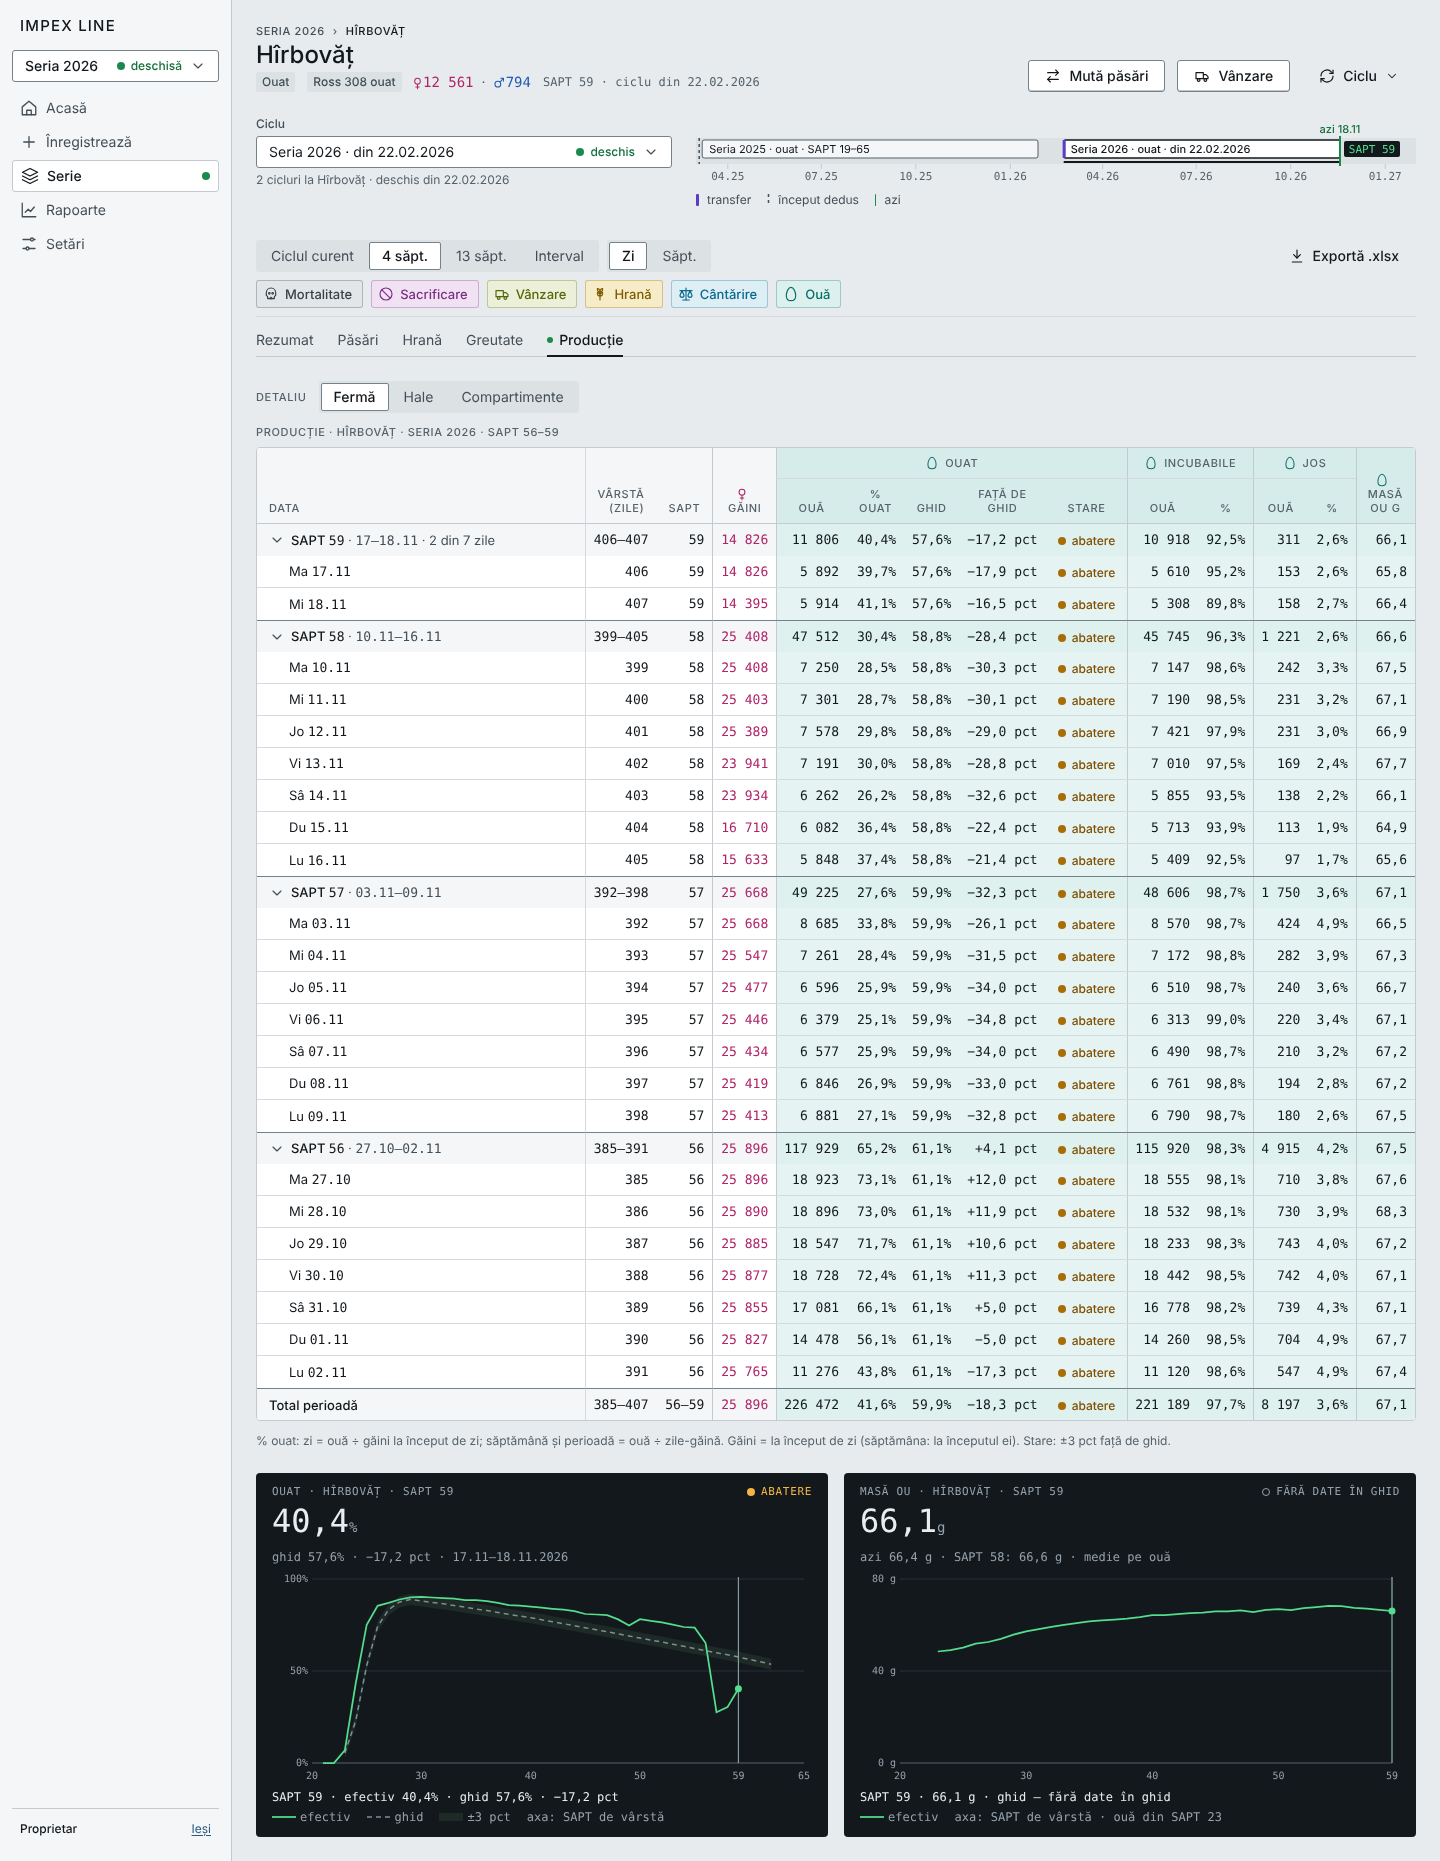 IMPEX LINE
Seria 2026 deschisă
Acasă
Înregistrează
Serie
Rapoarte
Setări
SERIA 2026 › HÎRBOVĂȚ
Hîrbovăț
Ouat Ross 308 ouat ♀12 561 · ♂794 SAPT 59 · ciclu din 22.02.2026
Mută păsări Vânzare Ciclu
Ciclu
Seria 2026 · din 22.02.2026 deschis
2 cicluri la Hîrbovăț · deschis din 22.02.2026
azi 18.11
Seria 2025 · ouat · SAPT 19–65 Seria 2026 · ouat · din 22.02.2026 SAPT 59
04.25 07.25 10.25 01.26 04.26 07.26 10.26 01.27
transfer început dedus azi
Ciclul curent 4 săpt. 13 săpt. Interval Zi Săpt. Exportă .xlsx
Mortalitate Sacrificare Vânzare Hrană Cântărire Ouă
Rezumat Păsări Hrană Greutate Producție
DETALIU Fermă Hale Compartimente
PRODUCȚIE · HÎRBOVĂȚ · SERIA 2026 · SAPT 56–59
OUAT INCUBABILE JOS
DATA VÂRSTĂ (ZILE) SAPT ♀ GĂINI OUĂ % OUAT GHID FAȚĂ DE GHID STARE OUĂ % OUĂ % MASĂ OU G
SAPT 59 · 17–18.11 · 2 din 7 zile 406–407 59 14 826 11 806 40,4% 57,6% −17,2 pct abatere 10 918 92,5% 311 2,6% 66,1
Ma 17.11 406 59 14 826 5 892 39,7% 57,6% −17,9 pct abatere 5 610 95,2% 153 2,6% 65,8
Mi 18.11 407 59 14 395 5 914 41,1% 57,6% −16,5 pct abatere 5 308 89,8% 158 2,7% 66,4
SAPT 58 · 10.11–16.11 399–405 58 25 408 47 512 30,4% 58,8% −28,4 pct abatere 45 745 96,3% 1 221 2,6% 66,6
Ma 10.11 399 58 25 408 7 250 28,5% 58,8% −30,3 pct abatere 7 147 98,6% 242 3,3% 67,5
Mi 11.11 400 58 25 403 7 301 28,7% 58,8% −30,1 pct abatere 7 190 98,5% 231 3,2% 67,1
Jo 12.11 401 58 25 389 7 578 29,8% 58,8% −29,0 pct abatere 7 421 97,9% 231 3,0% 66,9
Vi 13.11 402 58 23 941 7 191 30,0% 58,8% −28,8 pct abatere 7 010 97,5% 169 2,4% 67,7
Sâ 14.11 403 58 23 934 6 262 26,2% 58,8% −32,6 pct abatere 5 855 93,5% 138 2,2% 66,1
Du 15.11 404 58 16 710 6 082 36,4% 58,8% −22,4 pct abatere 5 713 93,9% 113 1,9% 64,9
Lu 16.11 405 58 15 633 5 848 37,4% 58,8% −21,4 pct abatere 5 409 92,5% 97 1,7% 65,6
SAPT 57 · 03.11–09.11 392–398 57 25 668 49 225 27,6% 59,9% −32,3 pct abatere 48 606 98,7% 1 750 3,6% 67,1
Ma 03.11 392 57 25 668 8 685 33,8% 59,9% −26,1 pct abatere 8 570 98,7% 424 4,9% 66,5
Mi 04.11 393 57 25 547 7 261 28,4% 59,9% −31,5 pct abatere 7 172 98,8% 282 3,9% 67,3
Jo 05.11 394 57 25 477 6 596 25,9% 59,9% −34,0 pct abatere 6 510 98,7% 240 3,6% 66,7
Vi 06.11 395 57 25 446 6 379 25,1% 59,9% −34,8 pct abatere 6 313 99,0% 220 3,4% 67,1
Sâ 07.11 396 57 25 434 6 577 25,9% 59,9% −34,0 pct abatere 6 490 98,7% 210 3,2% 67,2
Du 08.11 397 57 25 419 6 846 26,9% 59,9% −33,0 pct abatere 6 761 98,8% 194 2,8% 67,2
Lu 09.11 398 57 25 413 6 881 27,1% 59,9% −32,8 pct abatere 6 790 98,7% 180 2,6% 67,5
SAPT 56 · 27.10–02.11 385–391 56 25 896 117 929 65,2% 61,1% +4,1 pct abatere 115 920 98,3% 4 915 4,2% 67,5
Ma 27.10 385 56 25 896 18 923 73,1% 61,1% +12,0 pct abatere 18 555 98,1% 710 3,8% 67,6
Mi 28.10 386 56 25 890 18 896 73,0% 61,1% +11,9 pct abatere 18 532 98,1% 730 3,9% 68,3
Jo 29.10 387 56 25 885 18 547 71,7% 61,1% +10,6 pct abatere 18 233 98,3% 743 4,0% 67,2
Vi 30.10 388 56 25 877 18 728 72,4% 61,1% +11,3 pct abatere 18 442 98,5% 742 4,0% 67,1
Sâ 31.10 389 56 25 855 17 081 66,1% 61,1% +5,0 pct abatere 16 778 98,2% 739 4,3% 67,1
Du 01.11 390 56 25 827 14 478 56,1% 61,1% −5,0 pct abatere 14 260 98,5% 704 4,9% 67,7
Lu 02.11 391 56 25 765 11 276 43,8% 61,1% −17,3 pct abatere 11 120 98,6% 547 4,9% 67,4
Total perioadă 385–407 56–59 25 896 226 472 41,6% 59,9% −18,3 pct abatere 221 189 97,7% 8 197 3,6% 67,1
% ouat: zi = ouă ÷ găini la început de zi; săptămână și perioadă = ouă ÷ zile-găină. Găini = la început de zi (săptămâna: la începutul ei). Stare: ±3 pct față de ghid.
OUAT · HÎRBOVĂȚ · SAPT 59 ABATERE
40,4%
ghid 57,6% · −17,2 pct · 17.11–18.11.2026
100%
50%
0%
20 30 40 50 59 65
SAPT 59 · efectiv 40,4% · ghid 57,6% · −17,2 pct
efectiv ghid ±3 pct axa: SAPT de vârstă
MASĂ OU · HÎRBOVĂȚ · SAPT 59 FĂRĂ DATE ÎN GHID
66,1g
azi 66,4 g · SAPT 58: 66,6 g · medie pe ouă
80 g
40 g
0 g
20 30 40 50 59
SAPT 59 · 66,1 g · ghid — fără date în ghid
efectiv axa: SAPT de vârstă · ouă din SAPT 23
Proprietar Ieși